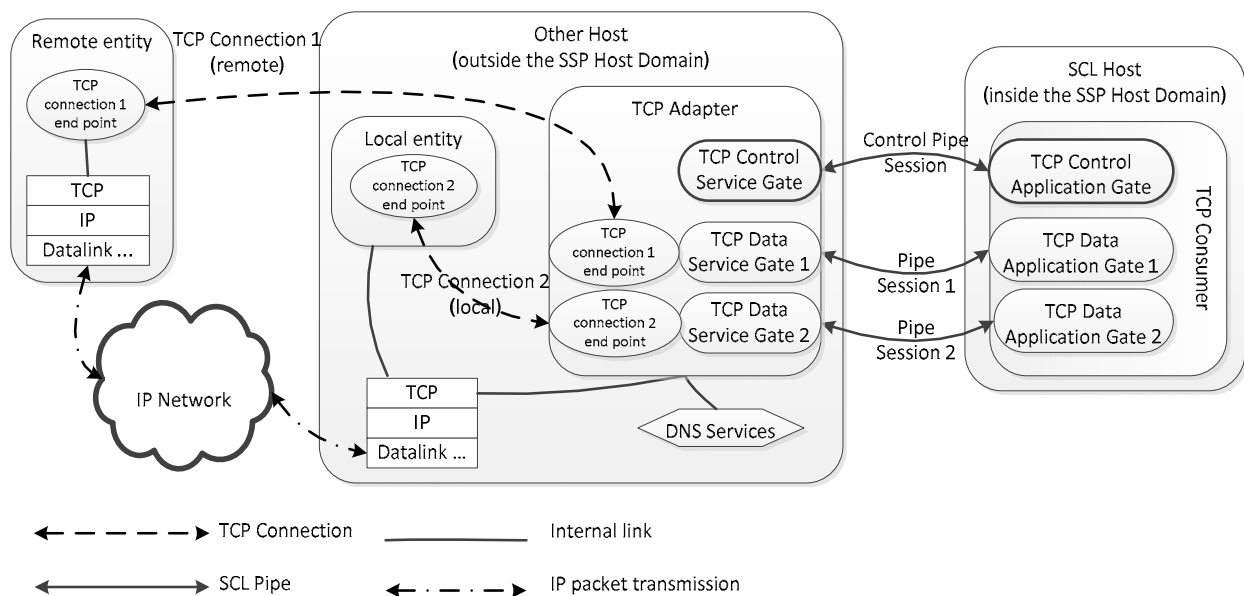 Remote entity
TCP
connection 1
end point
TCP
IP
Datalink ...
IP Network
TCP Connection 1
(remote)
Other Host
(outside the SSP Host Domain)
Local entity
TCP
connection 2
end point
TCP Connection 2
(local)
TCP
IP
Datalink ...
TCP Adapter
TCP Control
Service Gate
TCP
connection 1
end point
TCP Data
Service Gate 1
TCP
connection 2
end point
TCP Data
Service Gate 2
DNS Services
Control Pipe
Session
Pipe
Session 1
Pipe
Session 2
SCL Host
(inside the SSP Host Domain)
TCP Control
Application Gate
TCP Data
Application Gate 1
TCP Data
Application Gate 2
TCP Consumer
TCP Connection
Internal link
SCL Pipe
IP packet transmission